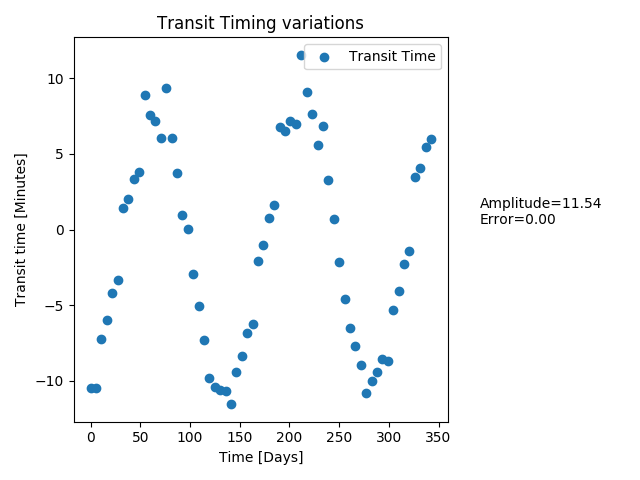 Transit Timing variations
Transit Time
10
5
0
−5
−10
Transit time [Minutes]
0 50 100 150 200 250 300 350
Time [Days]
Amplitude=11.54
Error=0.00